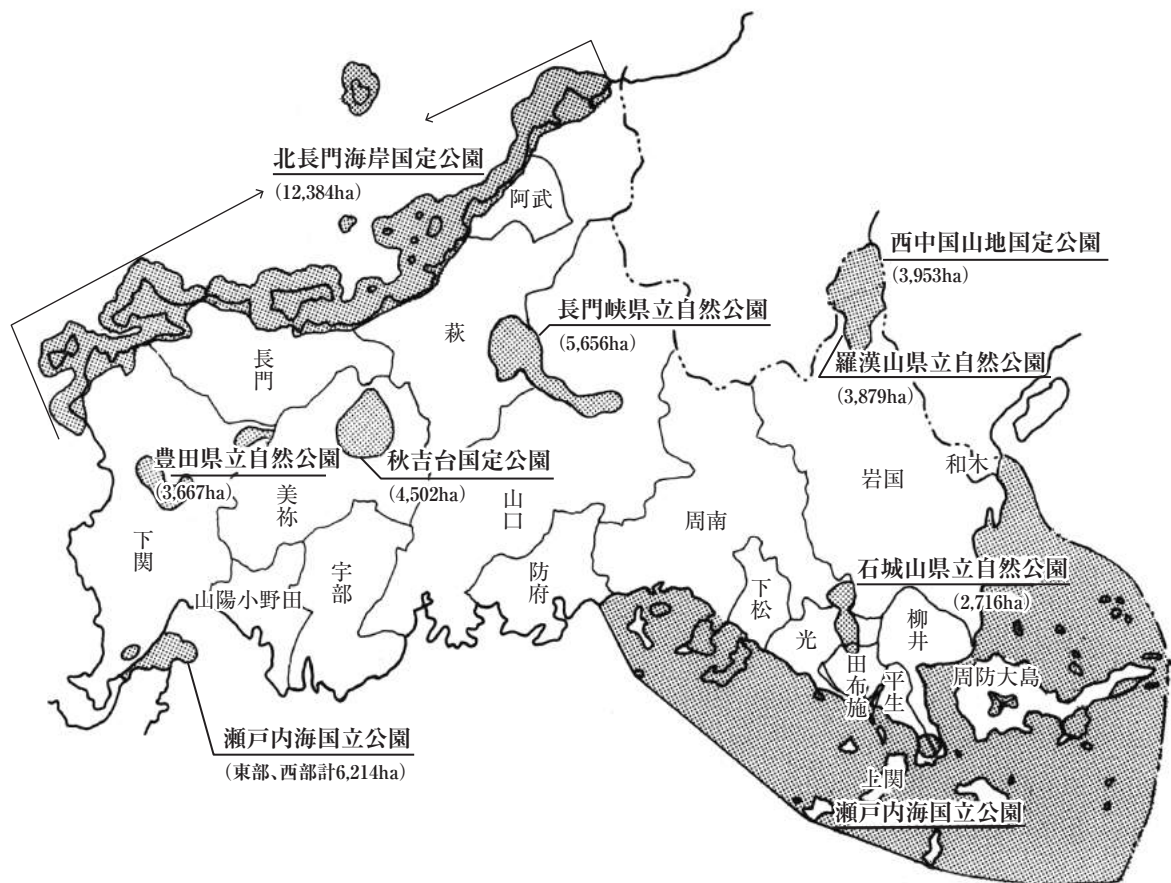 北長門海岸国定公園
(12,384ha)
阿武
西中国山地国定公園
(3,953ha)
長門峡県立自然公園
(5,656ha)
萩
羅漢山県立自然公園
(3,879ha)
長門
豊田県立自然公園
(3,667ha)
秋吉台国定公園
(4,502ha)
和木
岩国
美祢
山口
周南
下関
宇部
防府
石城山県立自然公園
(2,716ha)
下松
山陽小野田
光
柳井
田布施
平生
周防大島
瀬戸内海国立公園
(東部、西部計6,214ha)
上関
瀬戸内海国立公園